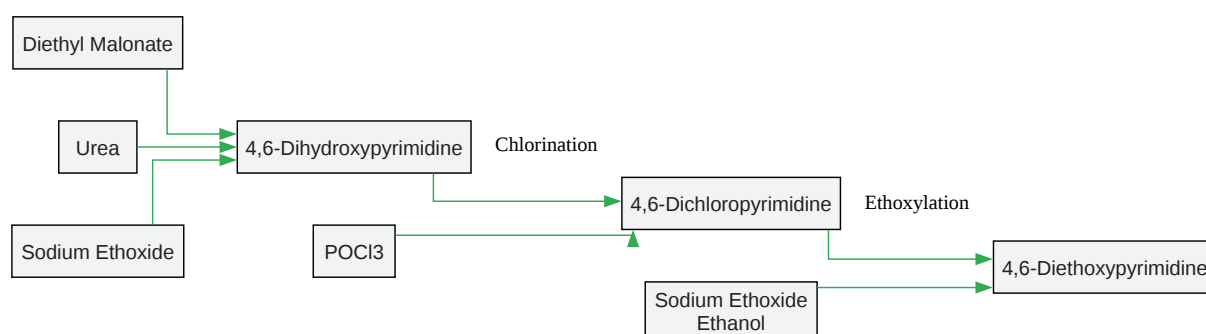 Diethyl Malonate
Urea
4,6-Dihydroxypyrimidine
Chlorination
Sodium Ethoxide
POCl3
4,6-Dichloropyrimidine
Ethoxylation
Sodium Ethoxide
Ethanol
4,6-Diethoxypyrimidine